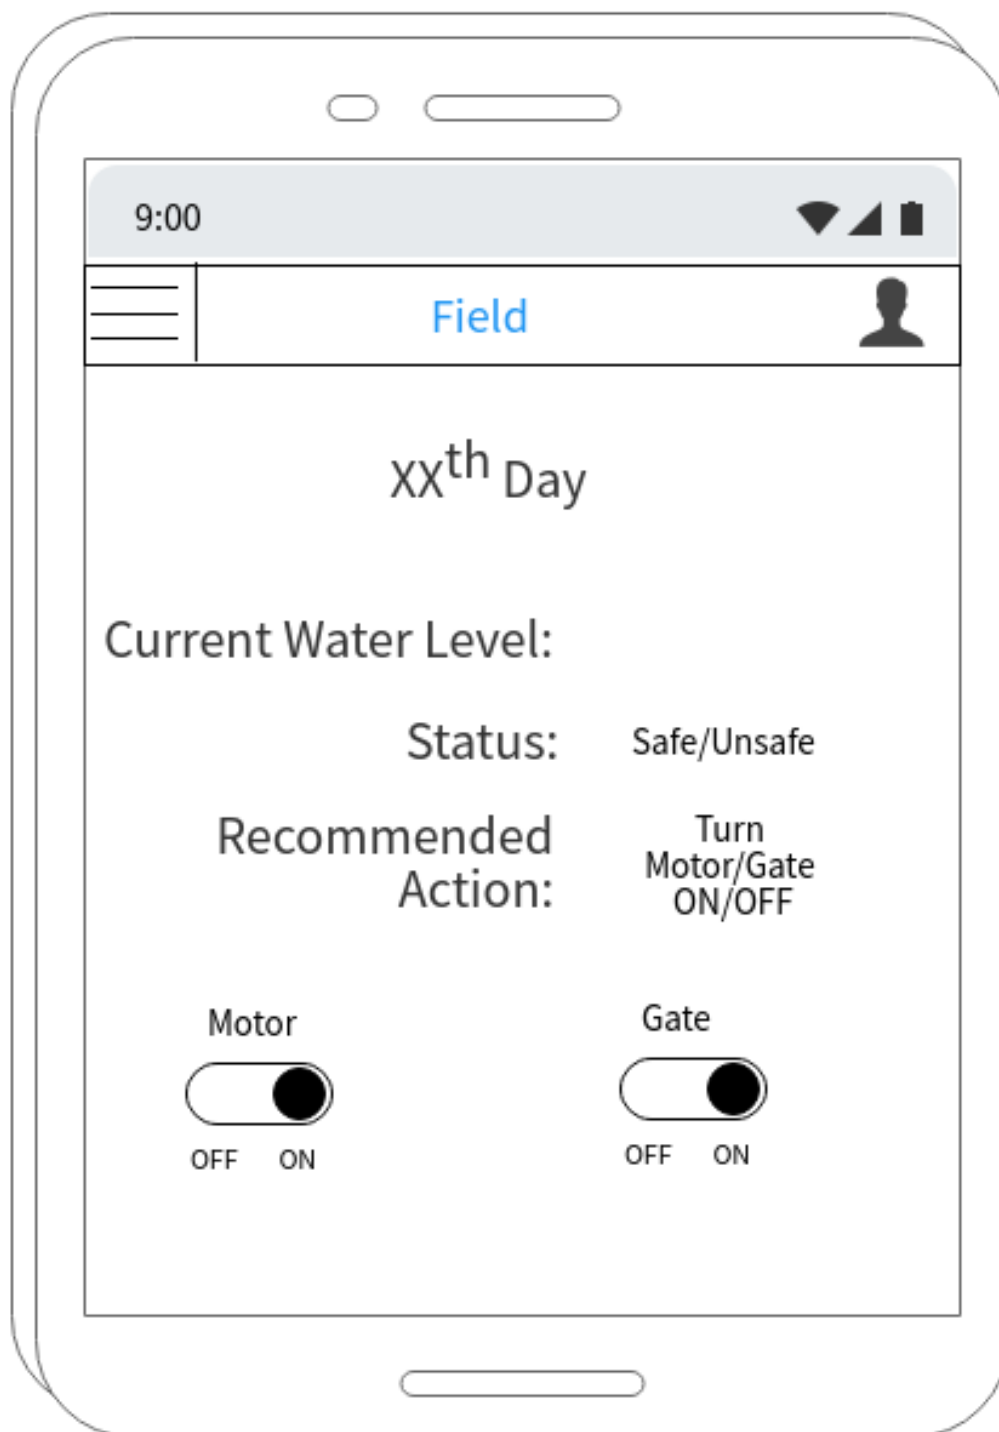 9:00
Field
XXth Day
Current Water Level:
Status: Safe/Unsafe
Recommended
Action:
Turn
Motor/Gate
ON/OFF
Motor
OFF ON
Gate
OFF ON